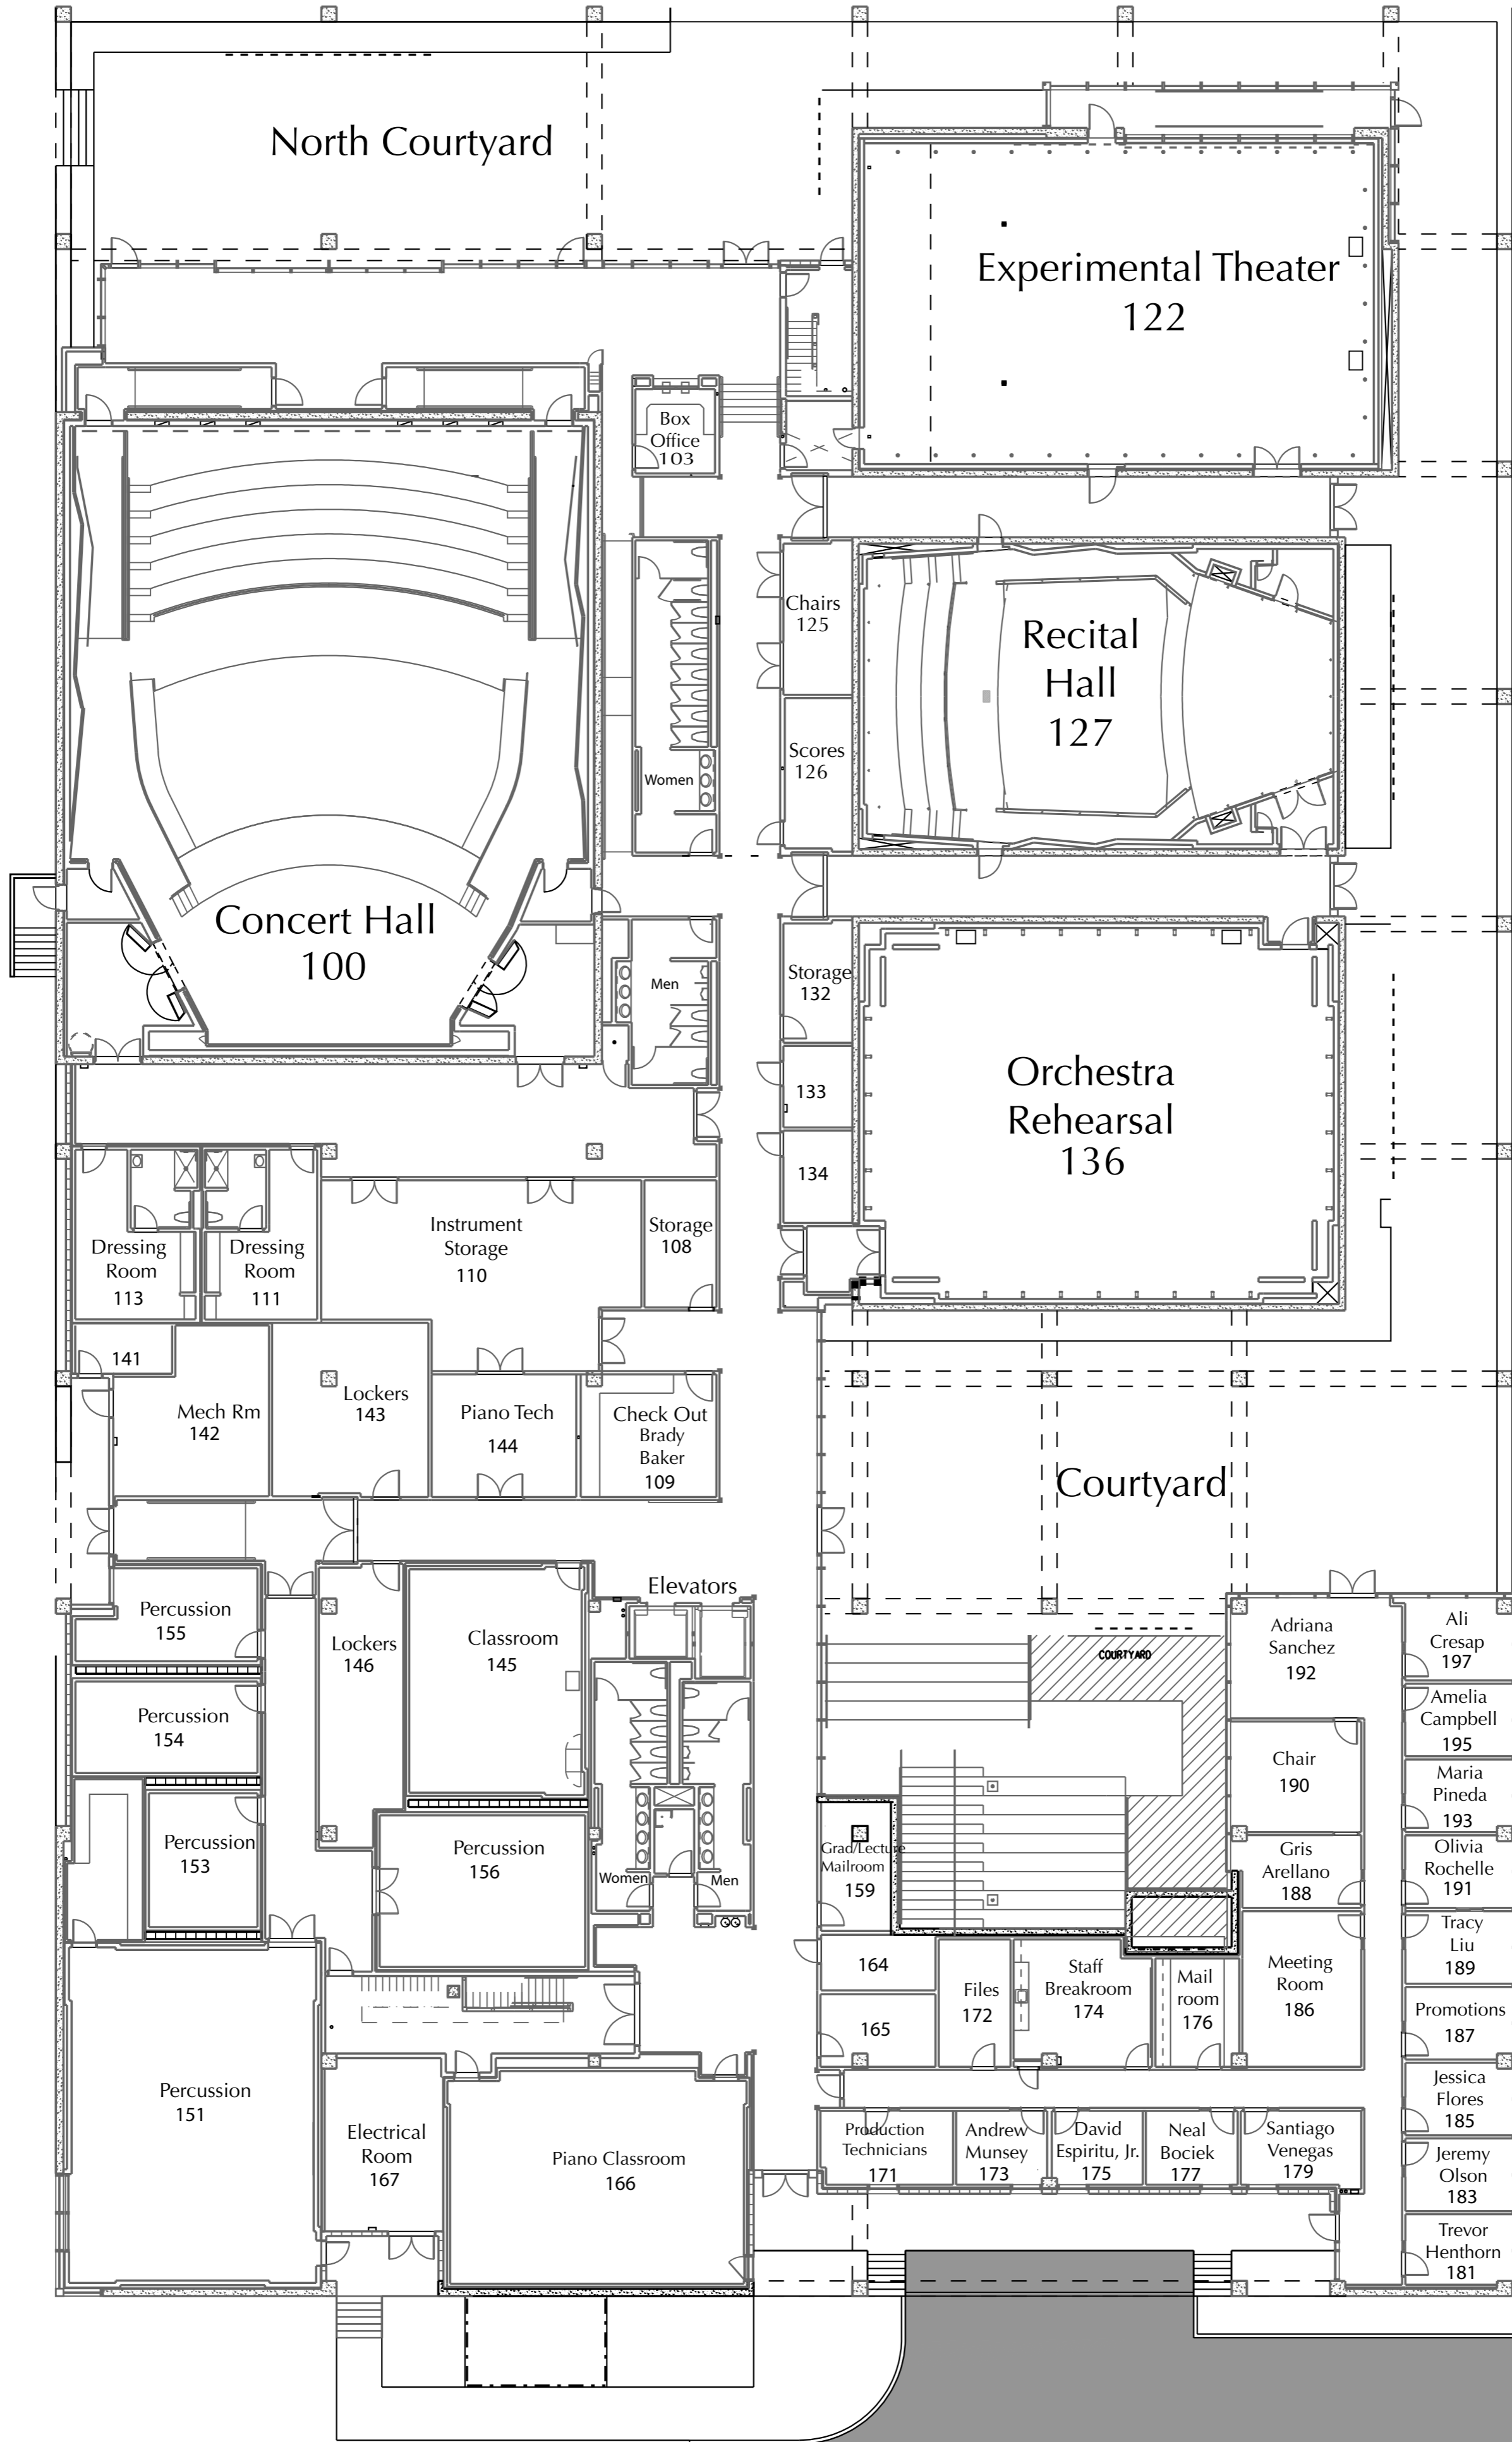 North Courtyard
Experimental Theater
122
Box
Office
103
Chairs
125
Recital
Hall
127
Scores
126
Women
Concert Hall
100
Men
Storage
132
Orchestra
Rehearsal
136
133
134
Dressing
Room
113
Dressing
Room
111
Instrument
Storage
110
Storage
108
141
Mech Rm
142
Lockers
143
Piano Tech
144
Check Out
Brady
Baker
109
Courtyard
Elevators
Percussion
155
Lockers
146
Classroom
145
COURTYARD
Adriana
Sanchez
192
Ali
Cresap
197
Percussion
154
Amelia
Campbell
195
Chair
190
Maria
Pineda
193
Percussion
153
Percussion
156
Women
Men
Grad/Lecture
Mailroom
159
Gris
Arellano
188
Olivia
Rochelle
191
164
165
Files
172
Staff
Breakroom
174
Mail
room
176
Meeting
Room
186
Tracy
Liu
189
Promotions
187
Percussion
151
Electrical
Room
167
Piano Classroom
166
Production
Technicians
171
Andrew
Munsey
173
David
Espiritu, Jr.
175
Neal
Bociek
177
Santiago
Venegas
179
Jessica
Flores
185
Jeremy
Olson
183
Trevor
Henthorn
181